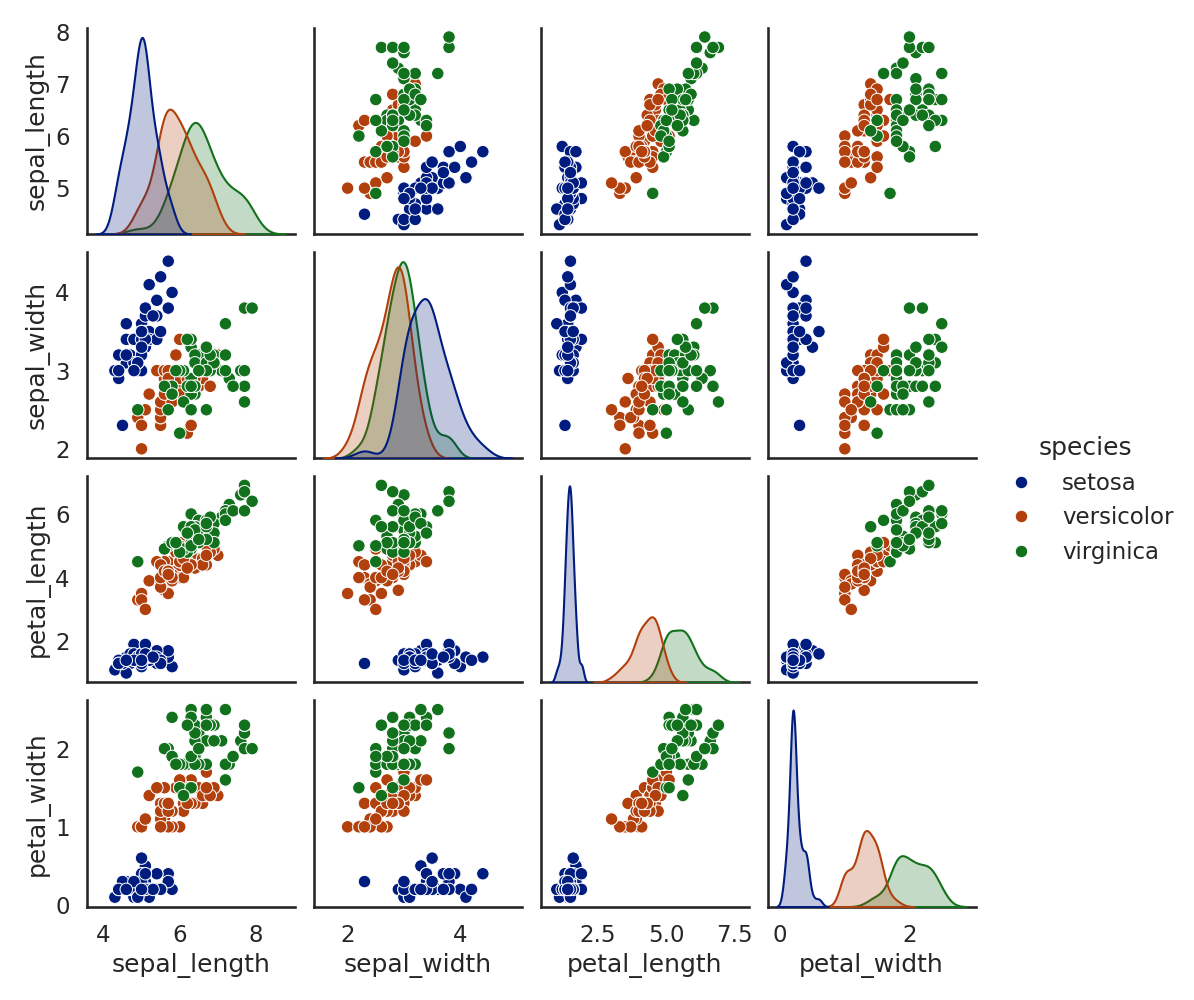 sepal_length
8
7
6
5
sepal_width
4
3
2
petal_length
6
4
2
petal_width
2
1
0
4 6 8
2 4
2.5 5.0 7.5
0 2
sepal_length
sepal_width
petal_length
petal_width
species
setosa
versicolor
virginica